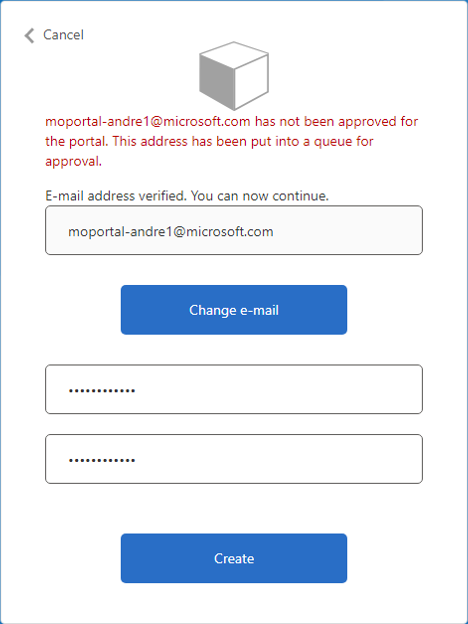 Cancel
moportal-andre1@microsoft.com has not been approved for
the portal. This address has been put into a queue for
approval.
E-mail address verified. You can now continue.
moportal-andre1@microsoft.com
Change e-mail
••••••••••••
••••••••••••
Create